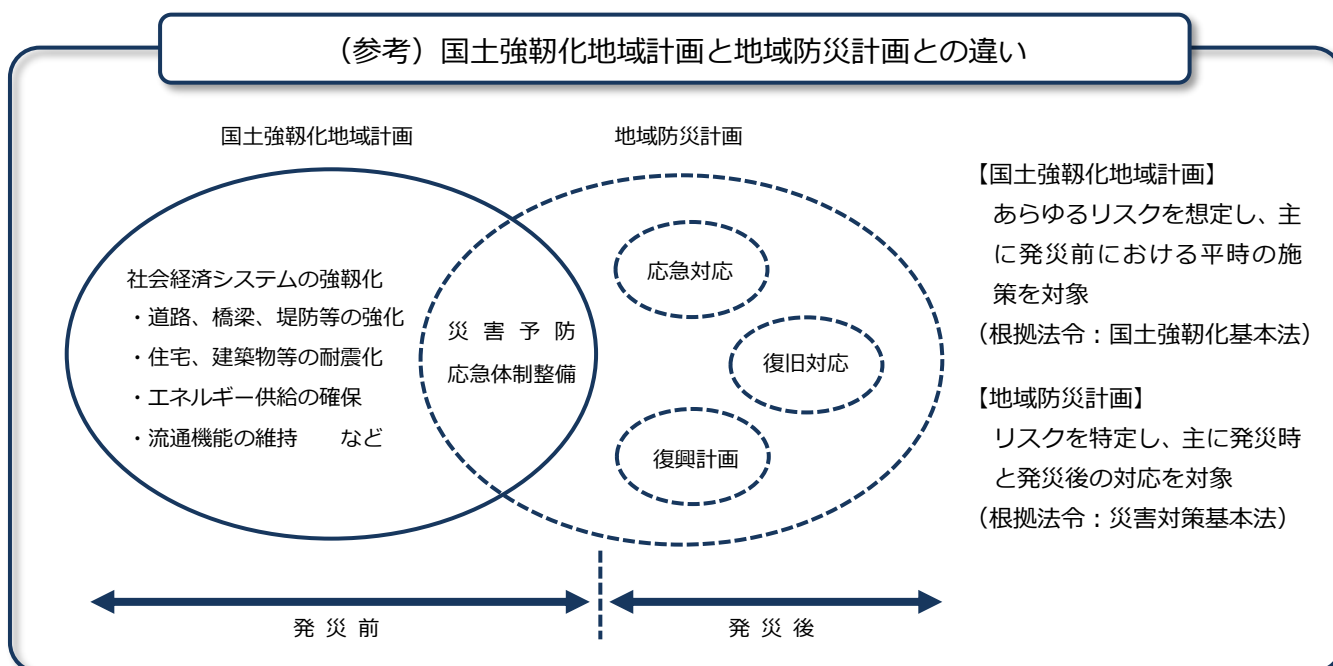 （参考）国土強靭化地域計画と地域防災計画との違い
国土強靱化地域計画
地域防災計画
社会経済システムの強靱化
・道路、橋梁、堤防等の強化
・住宅、建築物等の耐震化
・エネルギー供給の確保
・流通機能の維持　　など
災 害 予 防
応急体制整備
応急対応
復旧対応
復興計画
【国土強靱化地域計画】
あらゆるリスクを想定し、主
に発災前における平時の施
策を対象
（根拠法令：国土強靱化基本法）
【地域防災計画】
リスクを特定し、主に発災時
と発災後の対応を対象
（根拠法令：災害対策基本法）
発 災 前
発 災 後